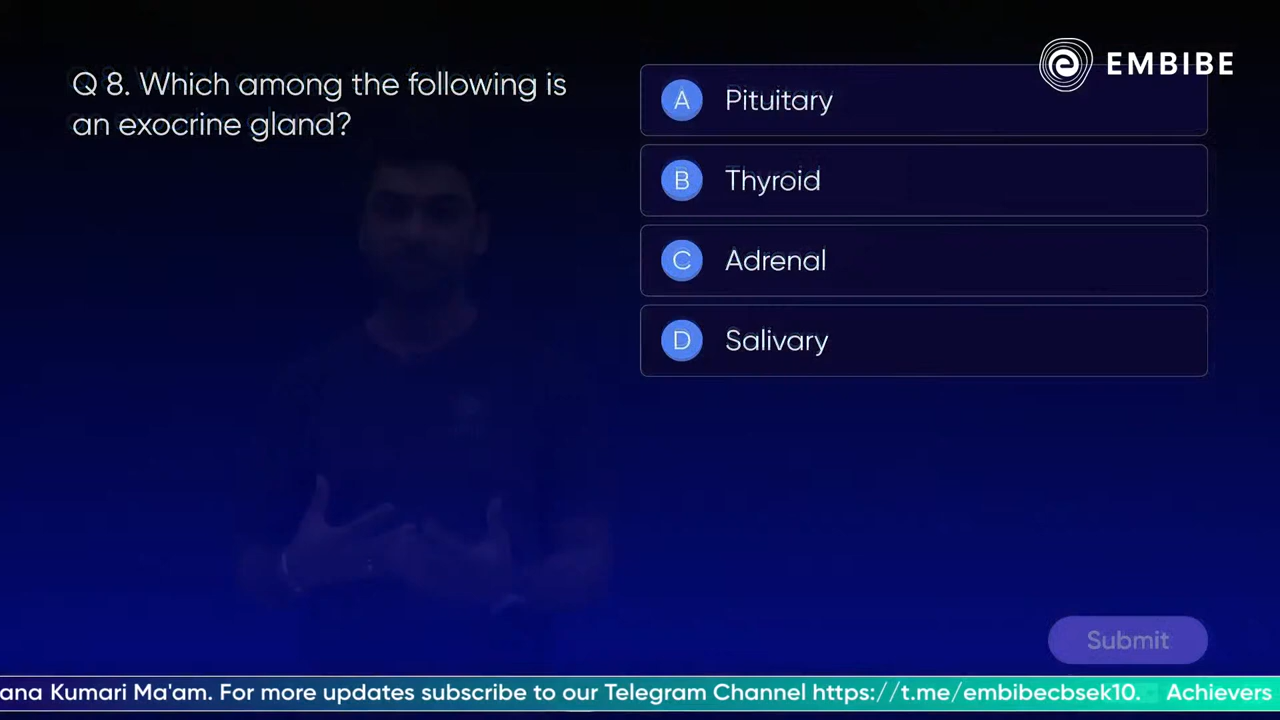 EMBIBE
Q 8. Which among the following is
an exocrine gland?
A Pituitary
B Thyroid
C Adrenal
D Salivary
Submit
ana Kumari Ma'am. For more updates subscribe to our Telegram Channel https://t.me/embibecbsek10. Achievers